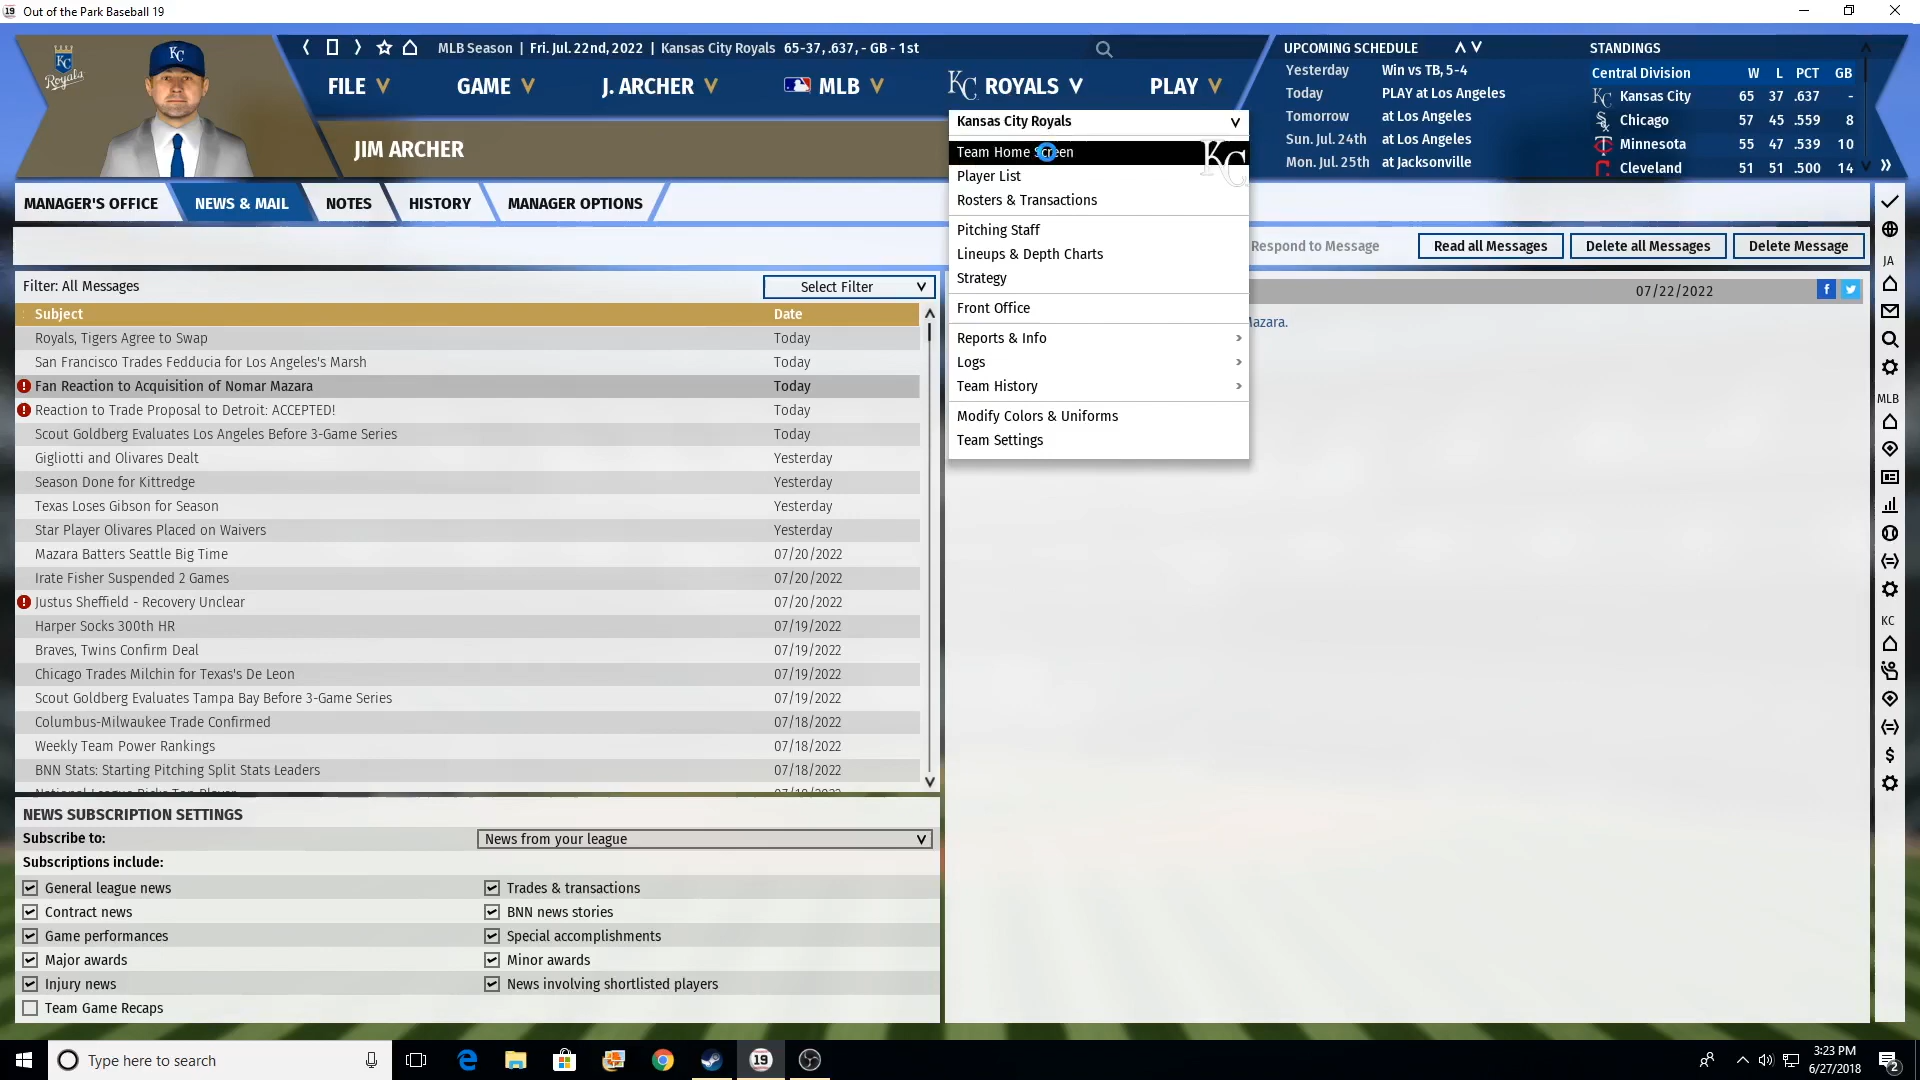 Out of the Park Baseball 19
MLB Season | Fri. Jul. 22nd, 2022 | Kansas City Royals 65-37, .637, - GB - 1st
FILE GAME J. ARCHER MLB ROYALS PLAY
JIM ARCHER
Royals
KC
UPCOMING SCHEDULE
Yesterday Win vs TB, 5-4
Today PLAY at Los Angeles
Tomorrow at Los Angeles
Sun. Jul. 24th at Los Angeles
Mon. Jul. 25th at Jacksonville
STANDINGS
Central Division W L PCT GB
Kansas City 65 37 .637 -
Chicago 57 45 .559 8
Minnesota 55 47 .539 10
Cleveland 51 51 .500 14
MANAGER'S OFFICE NEWS & MAIL NOTES HISTORY MANAGER OPTIONS
Kansas City Royals
Team Home Screen
Player List
Rosters & Transactions
Pitching Staff
Lineups & Depth Charts
Strategy
Front Office
Reports & Info
Logs
Team History
Modify Colors & Uniforms
Team Settings
Respond to Message Read all Messages Delete all Messages Delete Message
Filter: All Messages Select Filter
Subject Date
Royals, Tigers Agree to Swap Today
San Francisco Trades Fedduccia for Los Angeles's Marsh Today
Fan Reaction to Acquisition of Nomar Mazara Today
Reaction to Trade Proposal to Detroit: ACCEPTED! Today
Scout Goldberg Evaluates Los Angeles Before 3-Game Series Today
Gigliotti and Olivares Dealt Yesterday
Season Done for Kittredge Yesterday
Texas Loses Gibson for Season Yesterday
Star Player Olivares Placed on Waivers Yesterday
Mazara Batters Seattle Big Time 07/20/2022
Irate Fisher Suspended 2 Games 07/20/2022
Justus Sheffield - Recovery Unclear 07/20/2022
Harper Socks 300th HR 07/19/2022
Braves, Twins Confirm Deal 07/19/2022
Chicago Trades Milchin for Texas's De Leon 07/19/2022
Scout Goldberg Evaluates Tampa Bay Before 3-Game Series 07/19/2022
Columbus-Milwaukee Trade Confirmed 07/18/2022
Weekly Team Power Rankings 07/18/2022
BNN Stats: Starting Pitching Split Stats Leaders 07/18/2022
07/22/2022
Mazara.
NEWS SUBSCRIPTION SETTINGS
Subscribe to: News from your league
Subscriptions include:
General league news Trades & transactions
Contract news BNN news stories
Game performances Special accomplishments
Major awards Minor awards
Injury news News involving shortlisted players
Team Game Recaps
JA
MLB
KC
Type here to search
19
3:23 PM
6/27/2018
2